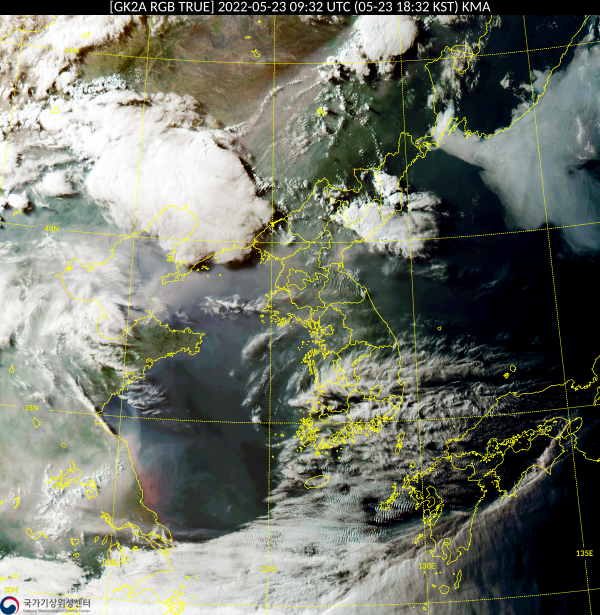 [GK2A RGB TRUE] 2022-05-23 09:32 UTC (05-23 18:32 KST) KMA
40N
35N
135E
130E
국가기상위성센터
National Meteorological Satellite Center